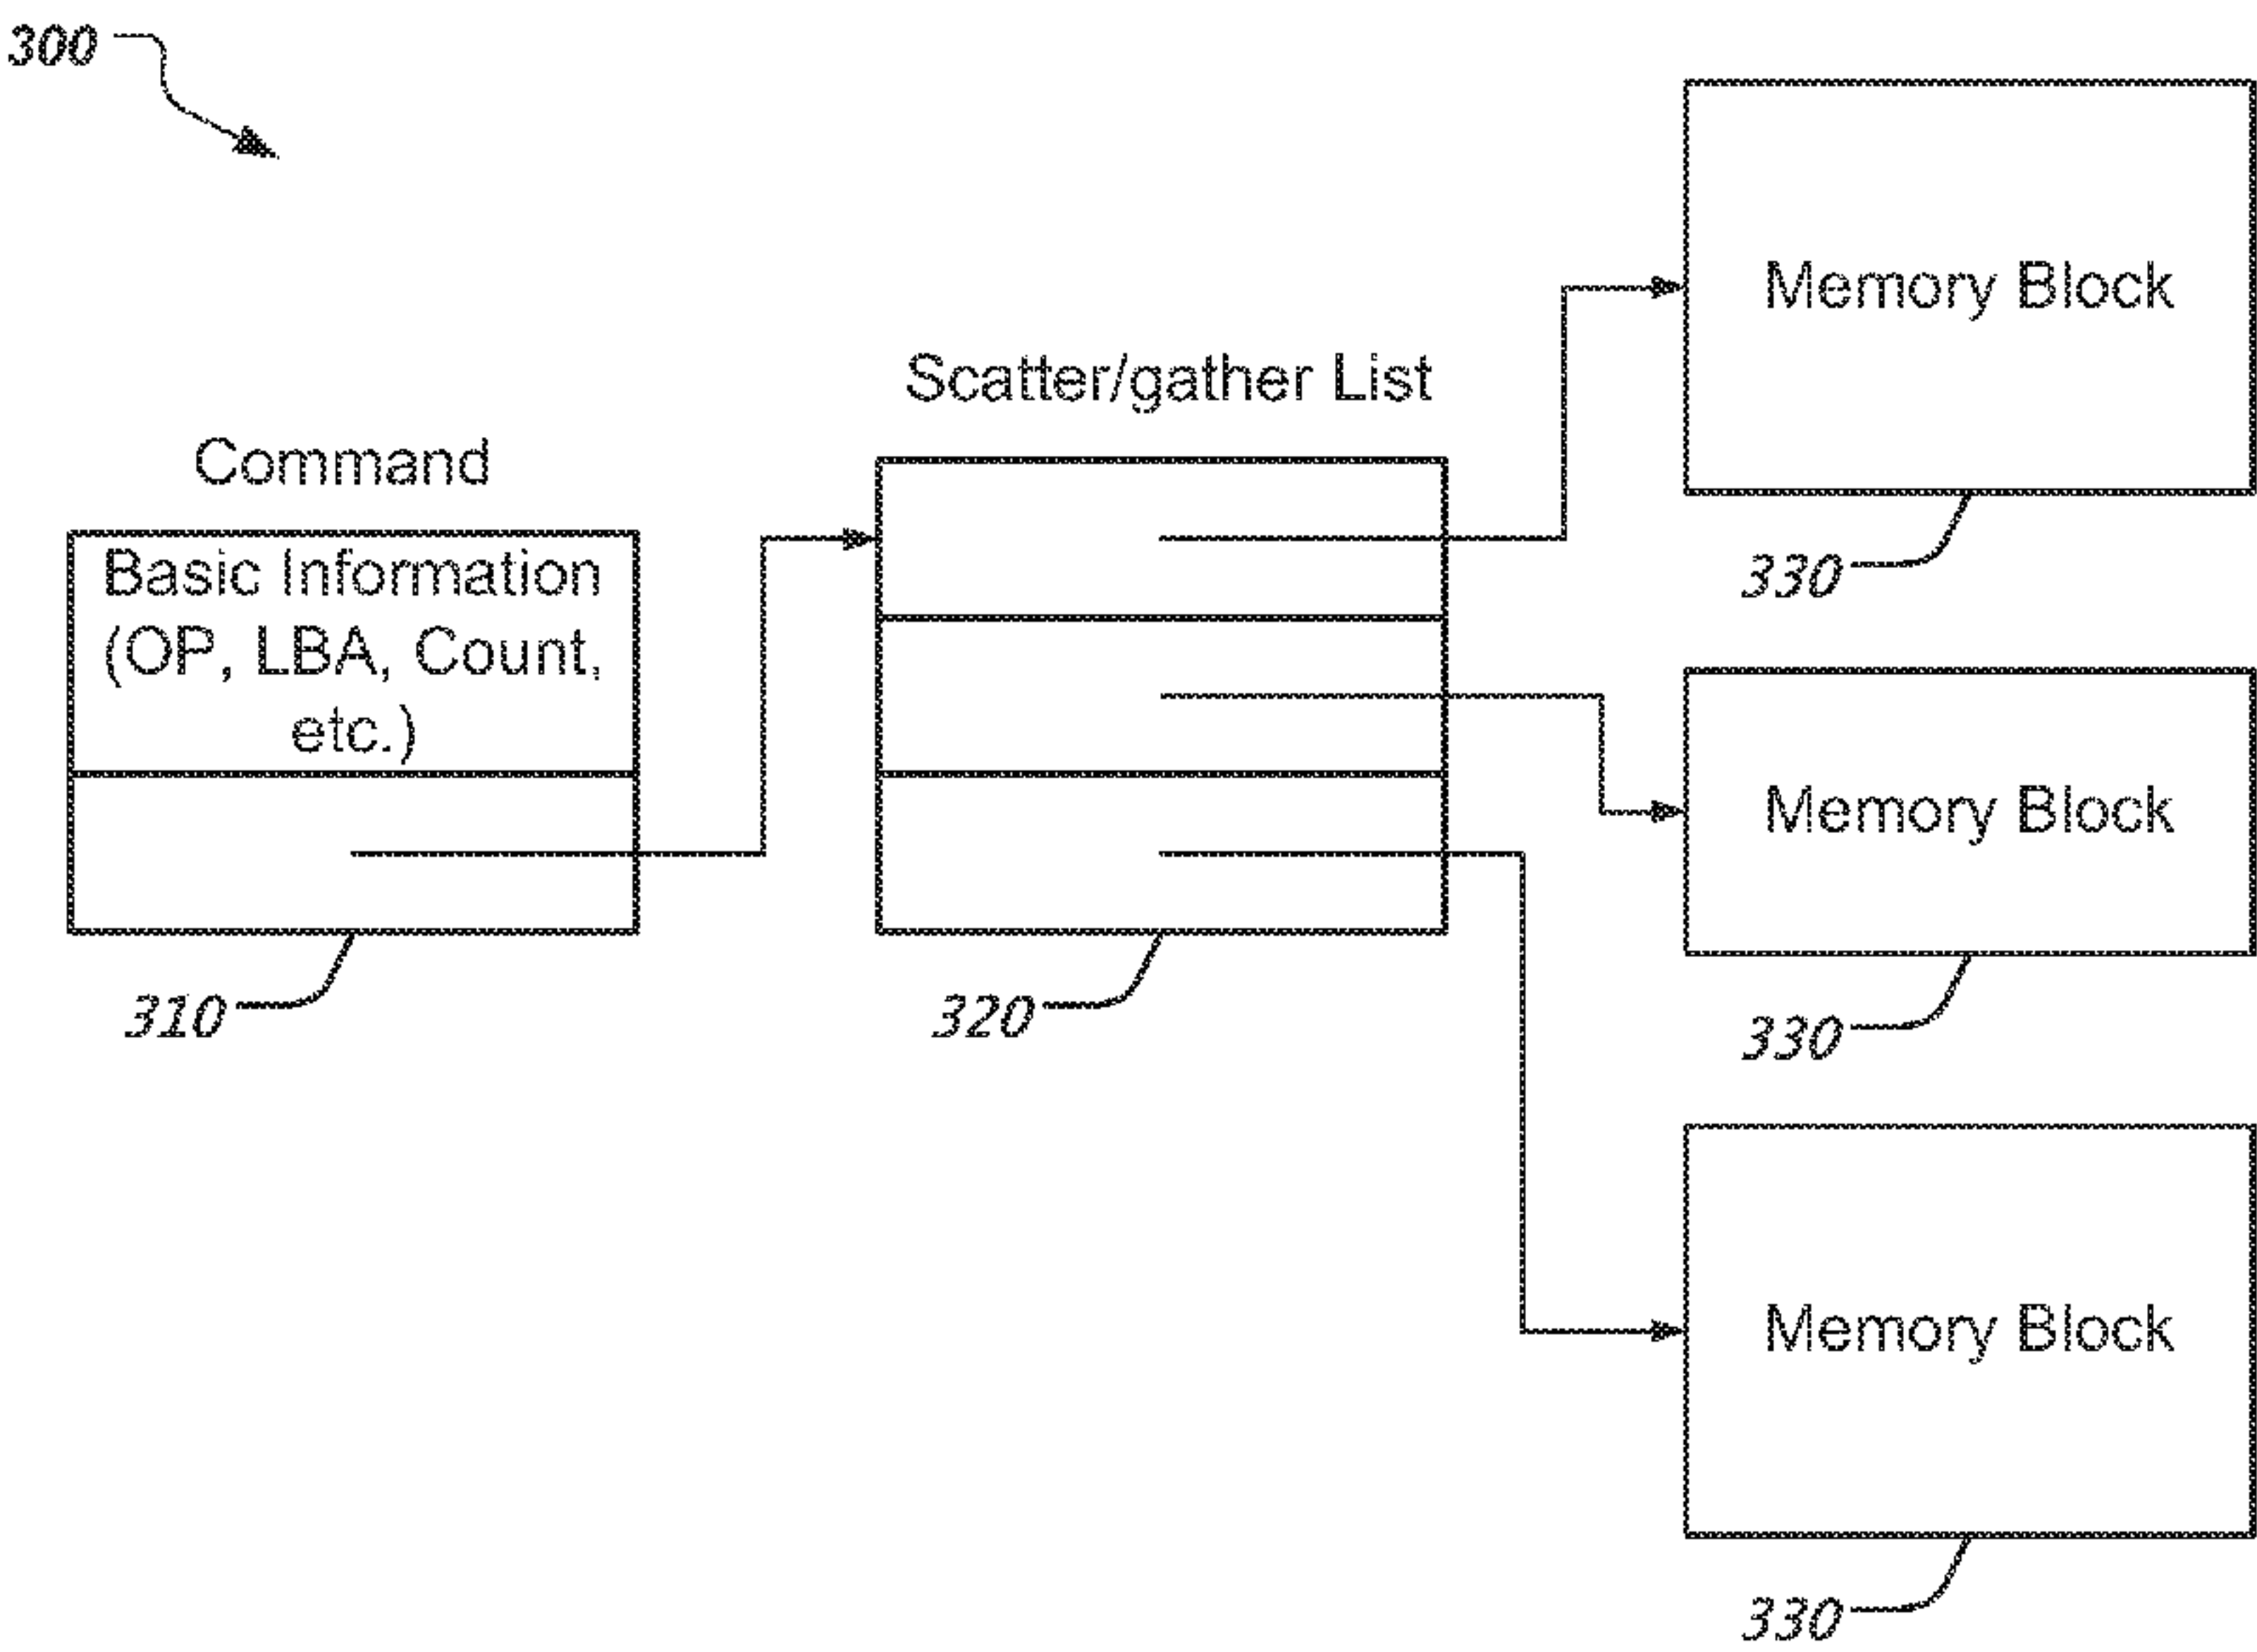 300
Command
Basic Information
(OP, LBA, Count,
etc.)
310
Scatter/gather List
320
Memory Block
330
Memory Block
330
Memory Block
330